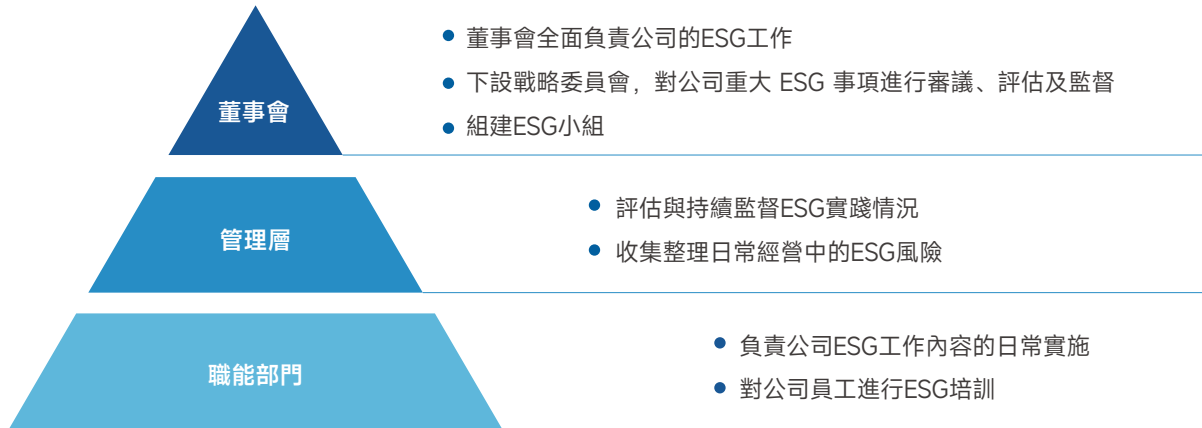 董事會
董事會全面負責公司的ESG工作
下設戰略委員會，對公司重大 ESG 事項進行審議、評估及監督
組建ESG小組
管理層
評估與持續監督ESG實踐情況
收集整理日常經營中的ESG風險
職能部門
負責公司ESG工作內容的日常實施
對公司員工進行ESG培訓